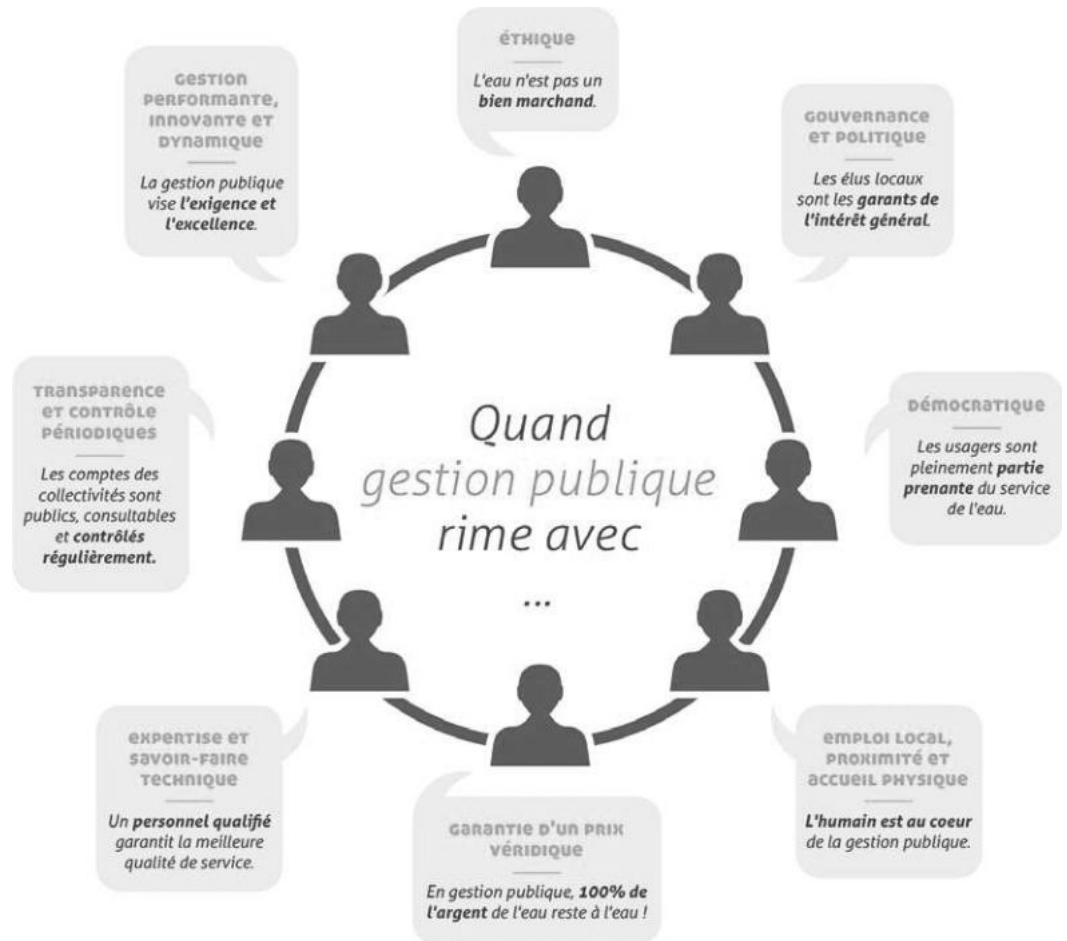 éTHIQUE
L'eau n'est pas un
bien marchand.
GOUVERNANCE
ET POLITIQUE
Les élus locaux
sont les garants de
l'intérêt général.
DÉMOCRATIQUE
Les usagers sont
pleinement partie
prenante du service
de l'eau.
EMPLOI LOCAL,
PROXIMITÉ ET
ACCUEIL PHYSIQUE
L'humain est au coeur
de la gestion publique.
GARANTIE D'UN PRIX
VÉRIDIQUE
En gestion publique, 100% de
l'argent de l'eau reste à l'eau !
EXPERTISE ET
SAVOIR-FAIRE
TECHNIQUE
Un personnel qualifié
garantit la meilleure
qualité de service.
TRANSPARENCE
ET CONTRÔLE
PÉRIODIQUES
Les comptes des
collectivités sont
publics, consultables
et contrôlés
régulièrement.
GESTION
PERFORMANTE,
INNOVANTE ET
DYNAMIQUE
La gestion publique
vise l'exigence et
l'excellence.
Quand
gestion publique
rime avec
...